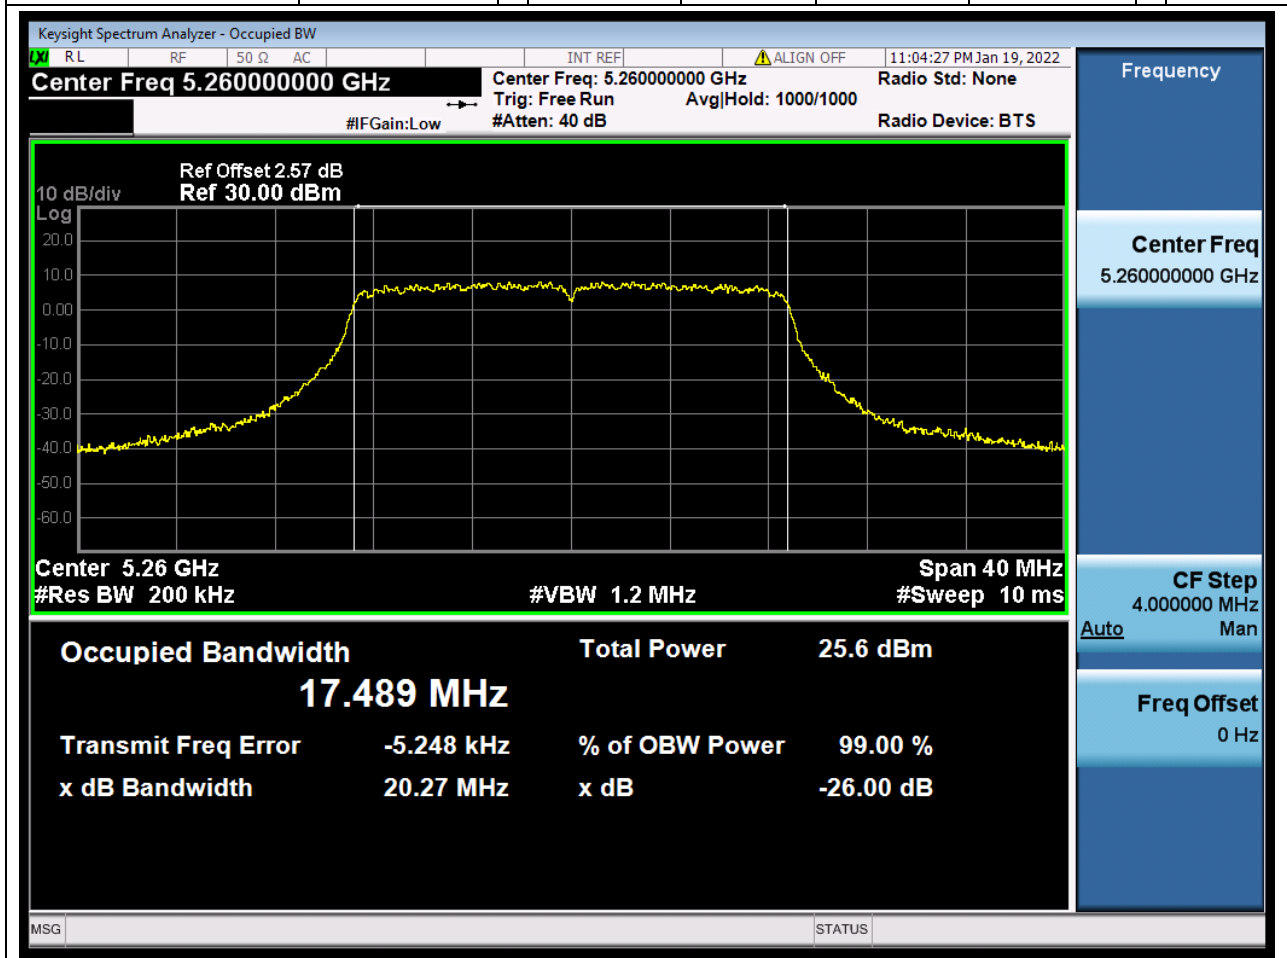 Keysight Spectrum Analyzer - Occupied BW
LXI RL RF 50 Ω AC INT REF ALIGN OFF 11:04:27 PM Jan 19, 2022
Center Freq 5.260000000 GHz
Center Freq: 5.260000000 GHz
Radio Std: None
Trig: Free Run Avg|Hold: 1000/1000
#IFGain:Low #Atten: 40 dB Radio Device: BTS
Ref Offset 2.57 dB
10 dB/div Ref 30.00 dBm
Log
20.0
10.0
0.00
-10.0
-20.0
-30.0
-40.0
-50.0
-60.0
Center 5.26 GHz Span 40 MHz
#Res BW 200 kHz #VBW 1.2 MHz #Sweep 10 ms
Occupied Bandwidth Total Power 25.6 dBm
17.489 MHz
Transmit Freq Error -5.248 kHz % of OBW Power 99.00 %
x dB Bandwidth 20.27 MHz x dB -26.00 dB
MSG STATUS
Frequency
Center Freq
5.260000000 GHz
CF Step
4.000000 MHz
Auto Man
Freq Offset
0 Hz